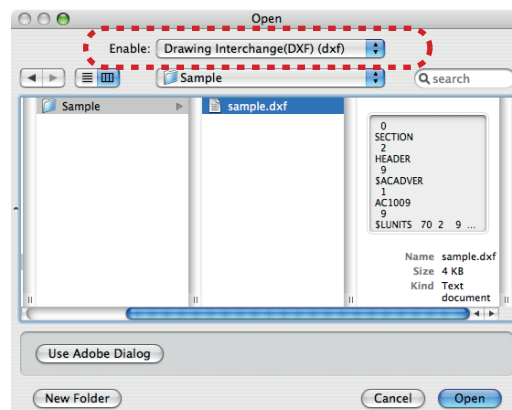 Open
Enable: Drawing Interchange(DXF) (dxf)
Sample
search
Sample
sample.dxf
0
SECTION
2
HEADER
9
$ACADVER
1
AC1009
9
$LUNITS 70 2 9 ...
Name sample.dxf
Size 4 KB
Kind Text
document
Use Adobe Dialog
New Folder
Cancel
Open